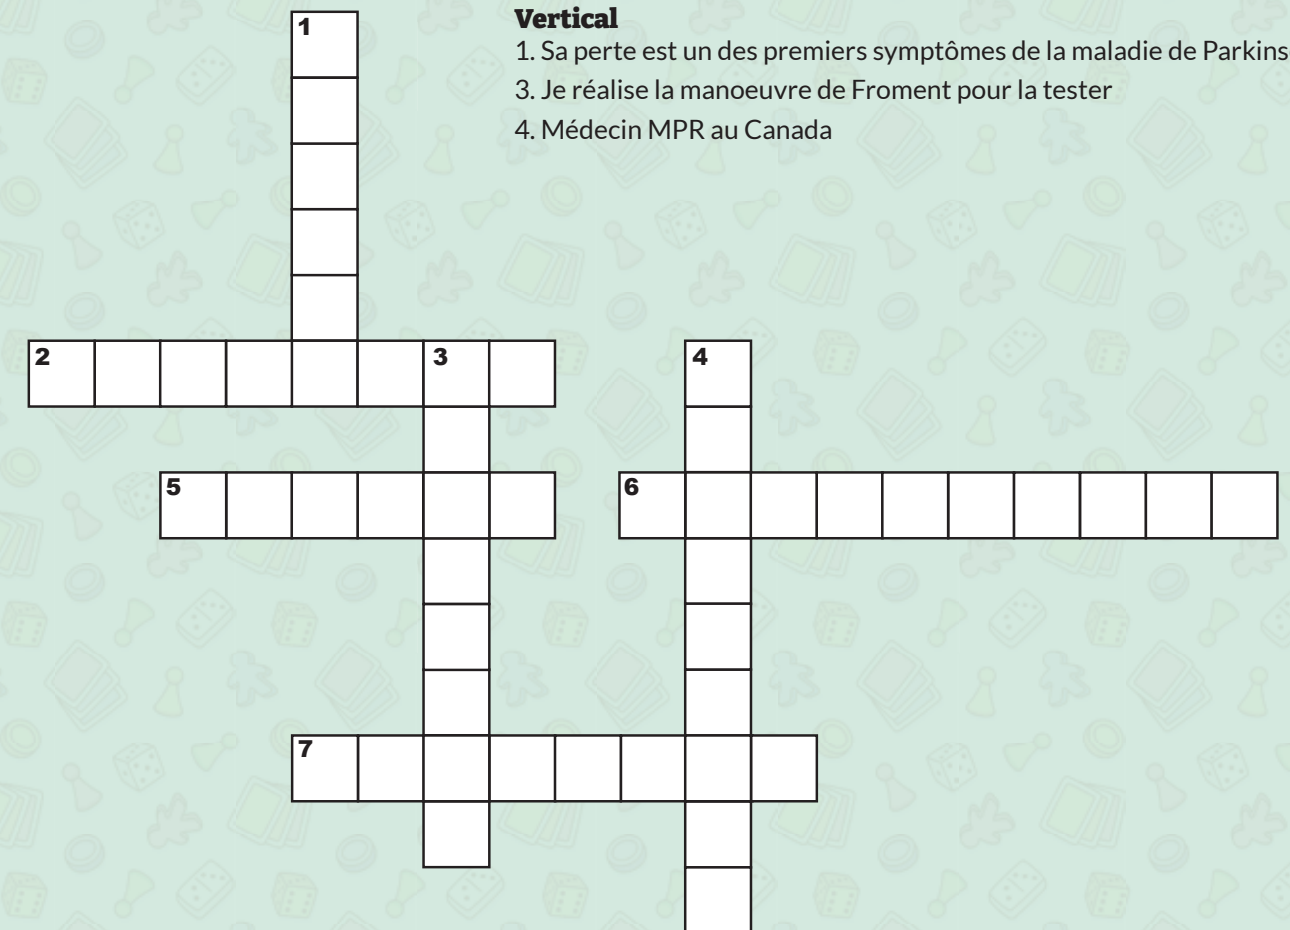 1
Vertical
1. Sa perte est un des premiers symptômes de la maladie de Parkins
3. Je réalise la manoeuvre de Froment pour la tester
4. Médecin MPR au Canada
2 3 4
5 6
7